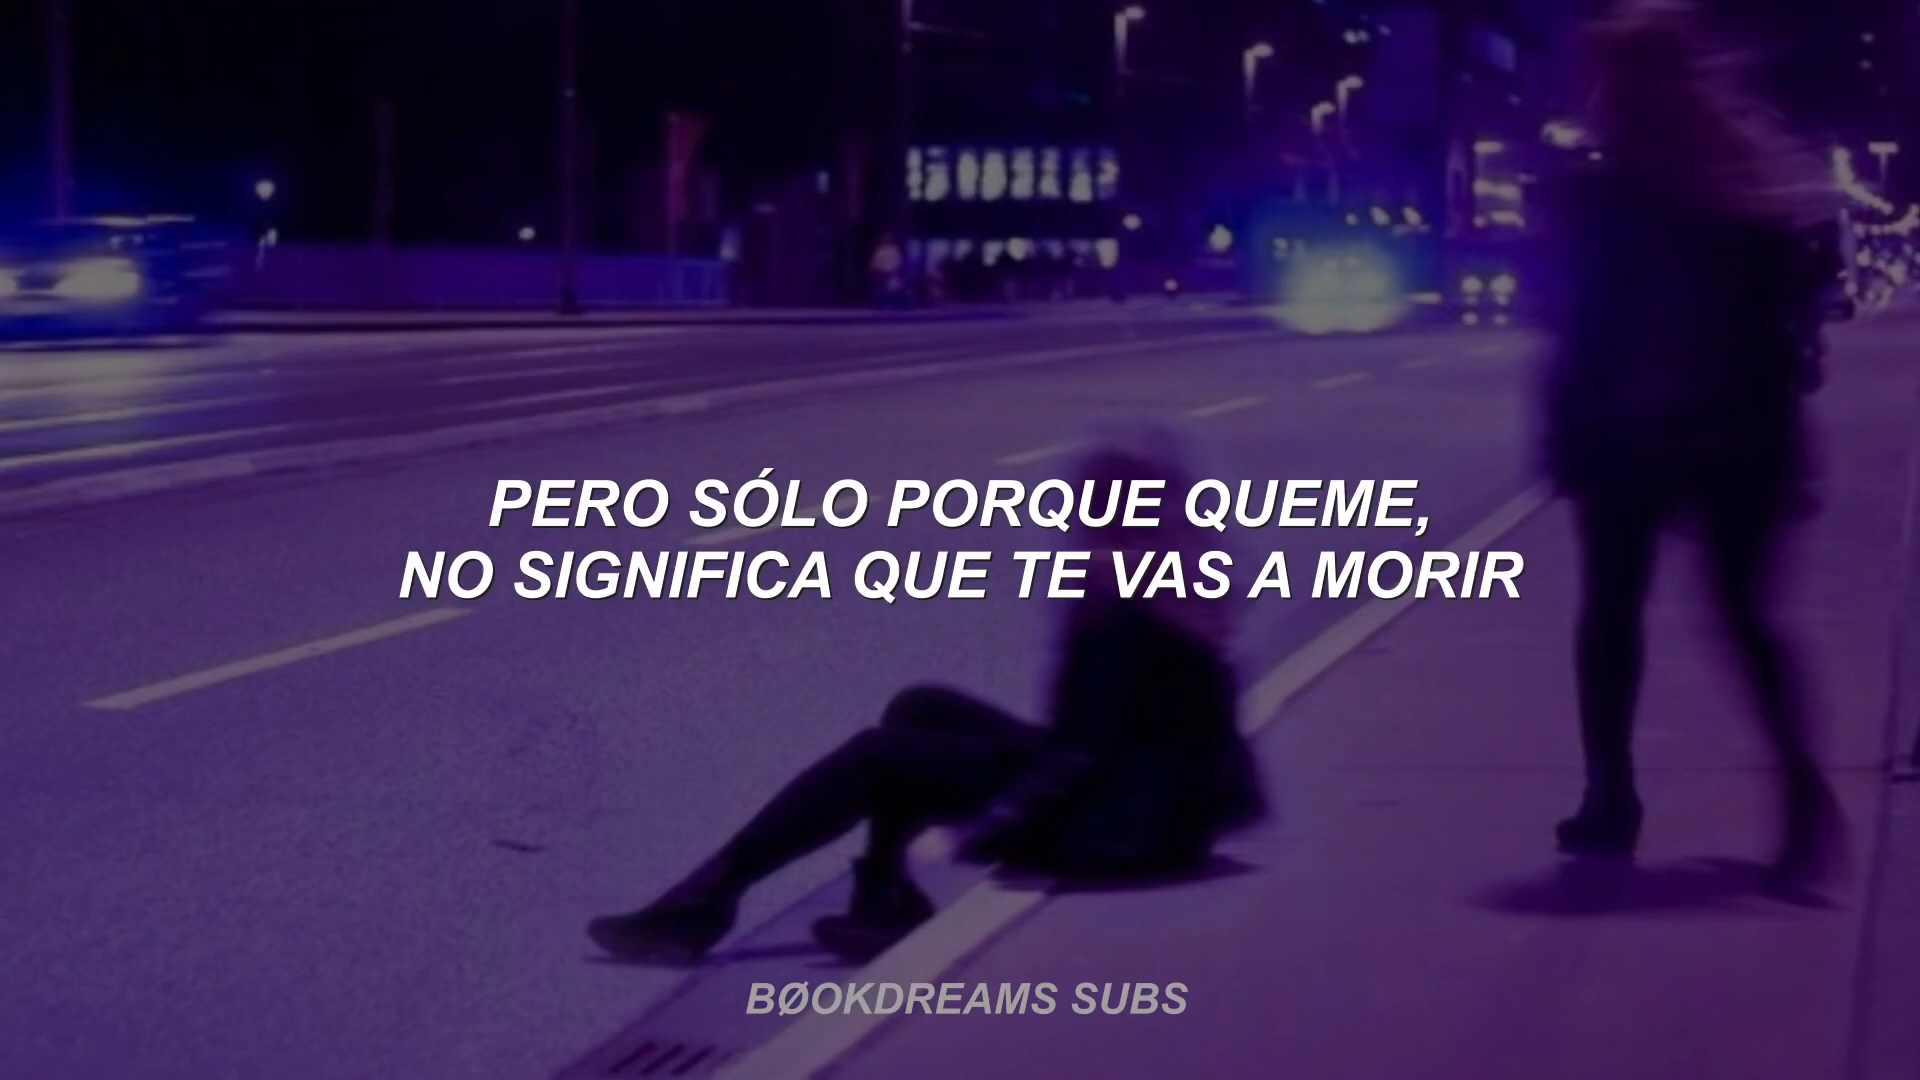 PERO SÓLO PORQUE QUEME,
NO SIGNIFICA QUE TE VAS A MORIR
BØOKDREAMS SUBS